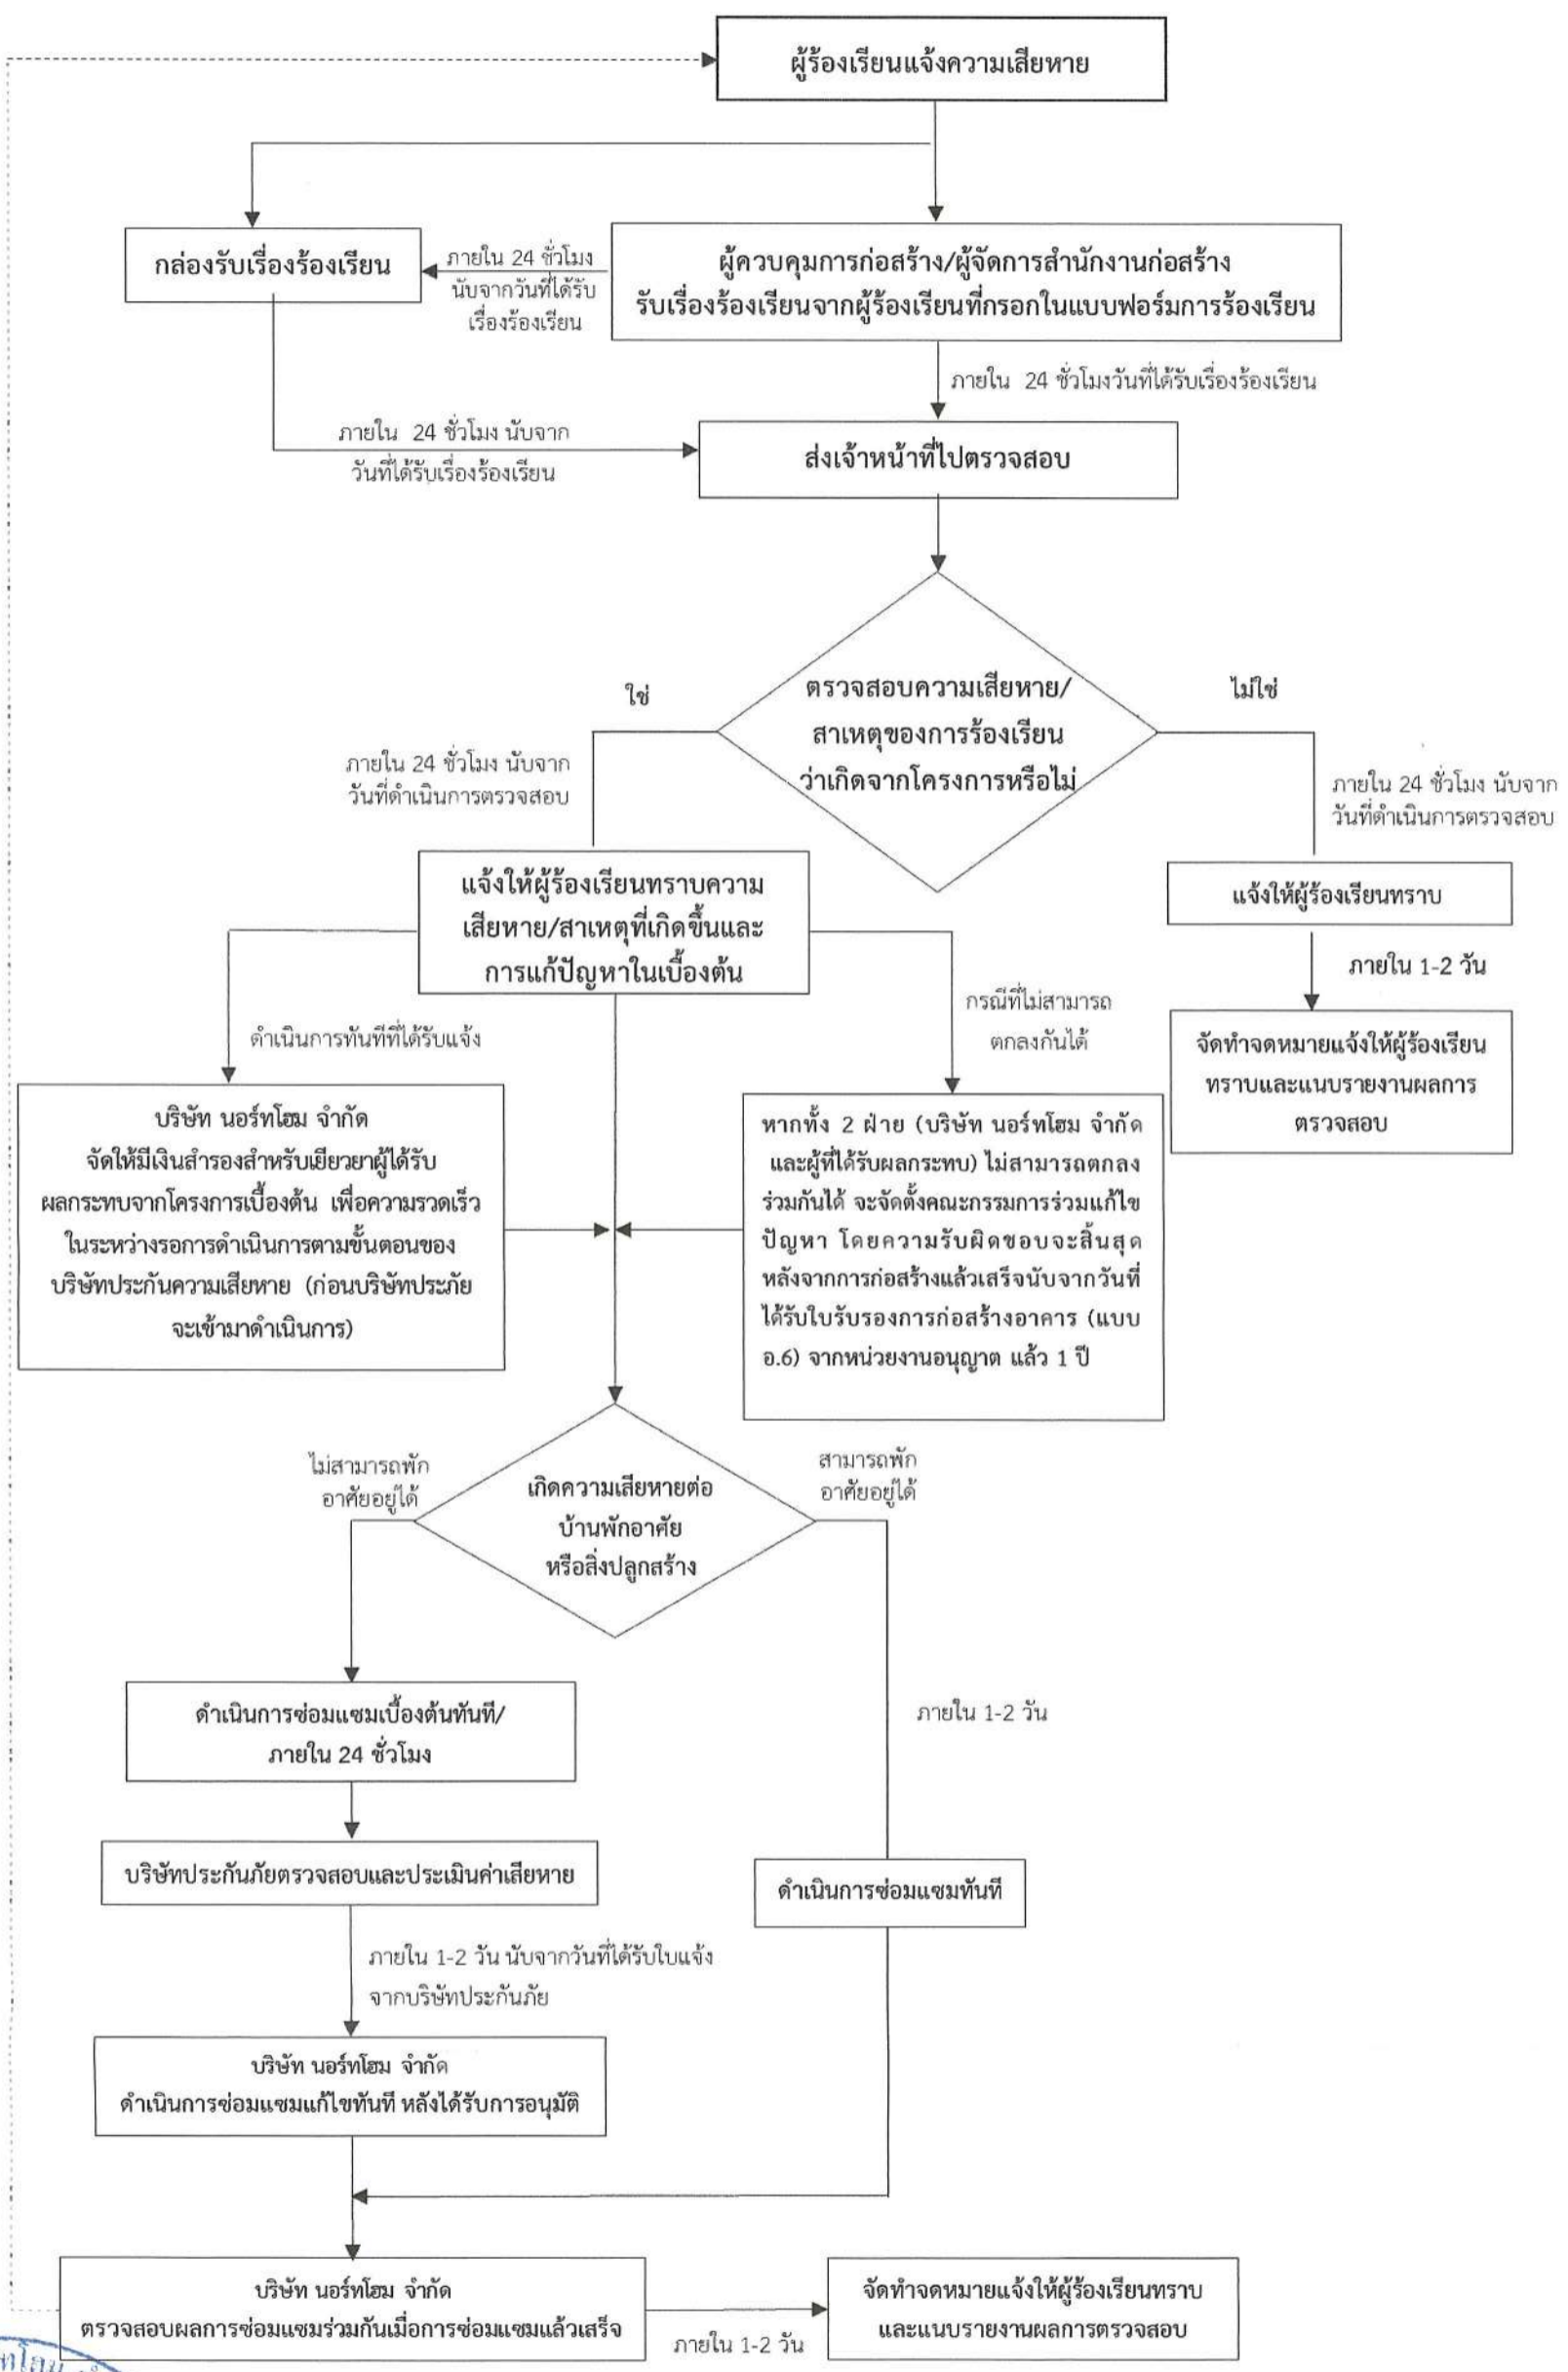 ผู้ร้องเรียนแจ้งความเสียหาย
กล่องรับเรื่องร้องเรียน
ภายใน 24 ชั่วโมง
นับจากวันที่ได้รับ
เรื่องร้องเรียน
ผู้ควบคุมการก่อสร้าง/ผู้จัดการสำนักงานก่อสร้าง
รับเรื่องร้องเรียนจากผู้ร้องเรียนที่กรอกในแบบฟอร์มการร้องเรียน
ภายใน 24 ชั่วโมงวันที่ได้รับเรื่องร้องเรียน
ภายใน 24 ชั่วโมง นับจาก
วันที่ได้รับเรื่องร้องเรียน
ส่งเจ้าหน้าที่ไปตรวจสอบ
ใช่
ตรวจสอบความเสียหาย/
สาเหตุของการร้องเรียน
ว่าเกิดจากโครงการหรือไม่
ไม่ใช่
ภายใน 24 ชั่วโมง นับจาก
วันที่ดำเนินการตรวจสอบ
ภายใน 24 ชั่วโมง นับจาก
วันที่ดำเนินการตรวจสอบ
แจ้งให้ผู้ร้องเรียนทราบความ
เสียหาย/สาเหตุที่เกิดขึ้นและ
การแก้ปัญหาในเบื้องต้น
แจ้งให้ผู้ร้องเรียนทราบ
ภายใน 1-2 วัน
จัดทำจดหมายแจ้งให้ผู้ร้องเรียน
ทราบและแนบรายงานผลการ
ตรวจสอบ
ดำเนินการทันทีที่ได้รับแจ้ง
กรณีที่ไม่สามารถ
ตกลงกันได้
บริษัท นอร์ทโฮม จำกัด
จัดให้มีเงินสำรองสำหรับเยียวยาผู้ได้รับ
ผลกระทบจากโครงการเบื้องต้น เพื่อความรวดเร็ว
ในระหว่างรอการดำเนินการตามขั้นตอนของ
บริษัทประกันความเสียหาย (ก่อนบริษัทประภัย
จะเข้ามาดำเนินการ)
หากทั้ง 2 ฝ่าย (บริษัท นอร์ทโฮม จำกัด
และผู้ที่ได้รับผลกระทบ) ไม่สามารถตกลง
ร่วมกันได้ จะจัดตั้งคณะกรรมการร่วมแก้ไข
ปัญหา โดยความรับผิดชอบจะสิ้นสุด
หลังจากการก่อสร้างแล้วเสร็จนับจากวันที่
ได้รับใบรับรองการก่อสร้างอาคาร (แบบ
อ.6) จากหน่วยงานอนุญาต แล้ว 1 ปี
ไม่สามารถพัก
อาศัยอยู่ได้
เกิดความเสียหายต่อ
บ้านพักอาศัย
หรือสิ่งปลูกสร้าง
สามารถพัก
อาศัยอยู่ได้
ดำเนินการซ่อมแซมเบื้องต้นทันที/
ภายใน 24 ชั่วโมง
ภายใน 1-2 วัน
บริษัทประกันภัยตรวจสอบและประเมินค่าเสียหาย
ดำเนินการซ่อมแซมทันที
ภายใน 1-2 วัน นับจากวันที่ได้รับใบแจ้ง
จากบริษัทประกันภัย
บริษัท นอร์ทโฮม จำกัด
ดำเนินการซ่อมแซมแก้ไขทันที หลังได้รับการอนุมัติ
บริษัท นอร์ทโฮม จำกัด
ตรวจสอบผลการซ่อมแซมร่วมกันเมื่อการซ่อมแซมแล้วเสร็จ
ภายใน 1-2 วัน
จัดทำจดหมายแจ้งให้ผู้ร้องเรียนทราบ
และแนบรายงานผลการตรวจสอบ